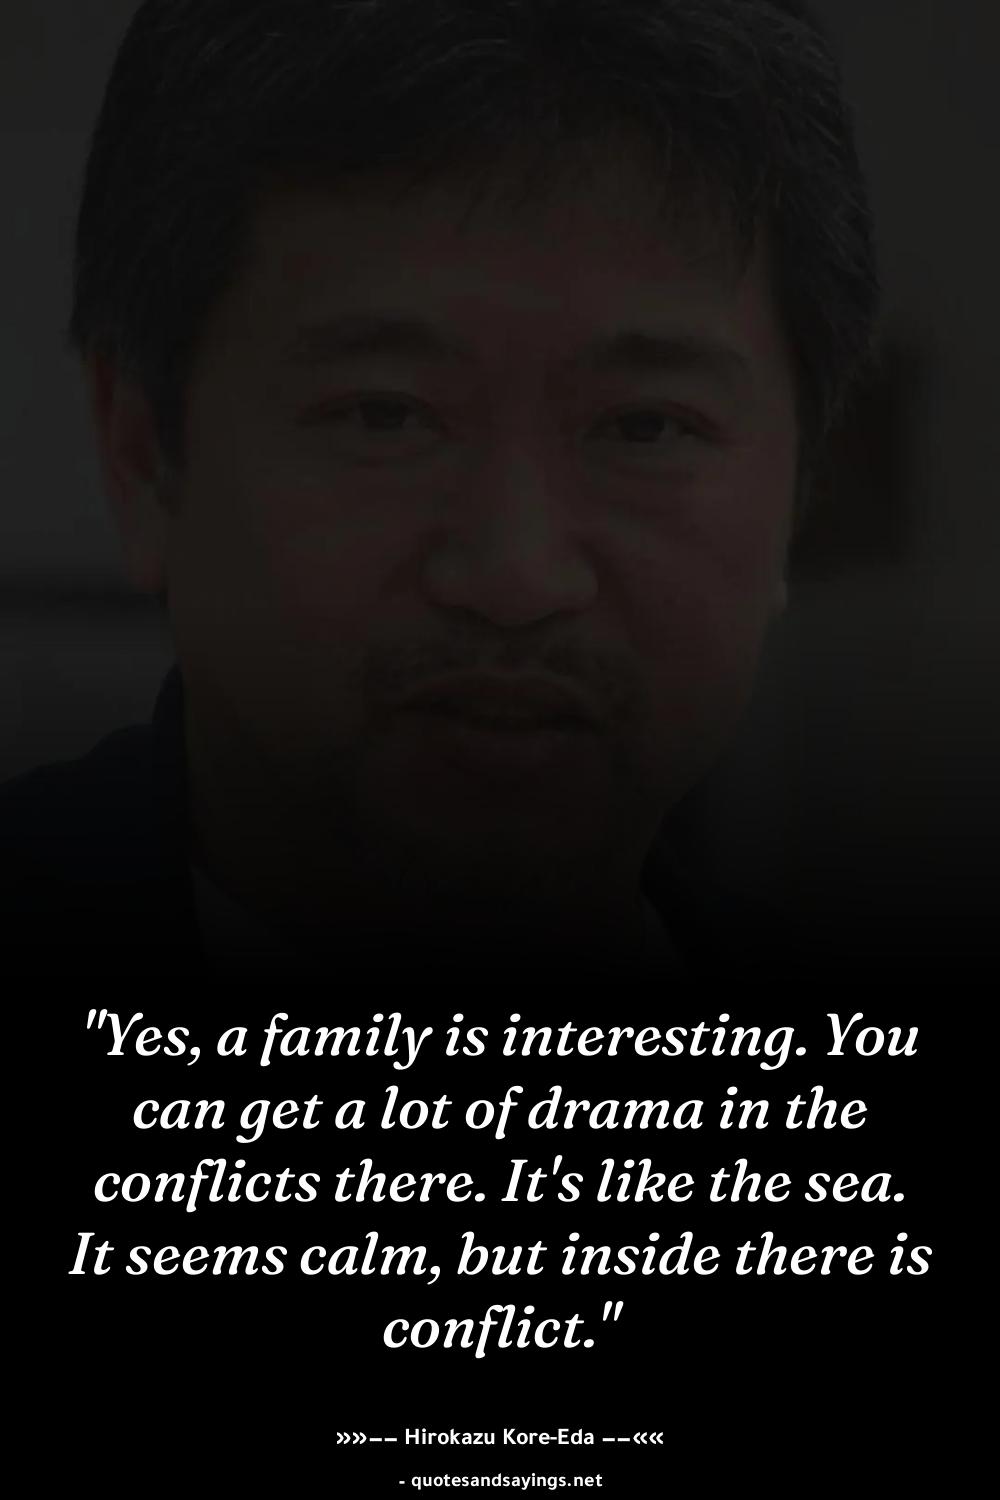 "Yes, a family is interesting. You
can get a lot of drama in the
conflicts there. It's like the sea.
It seems calm, but inside there is
conflict."
»»-- Hirokazu Kore-Eda --««
- quotesandsayings.net